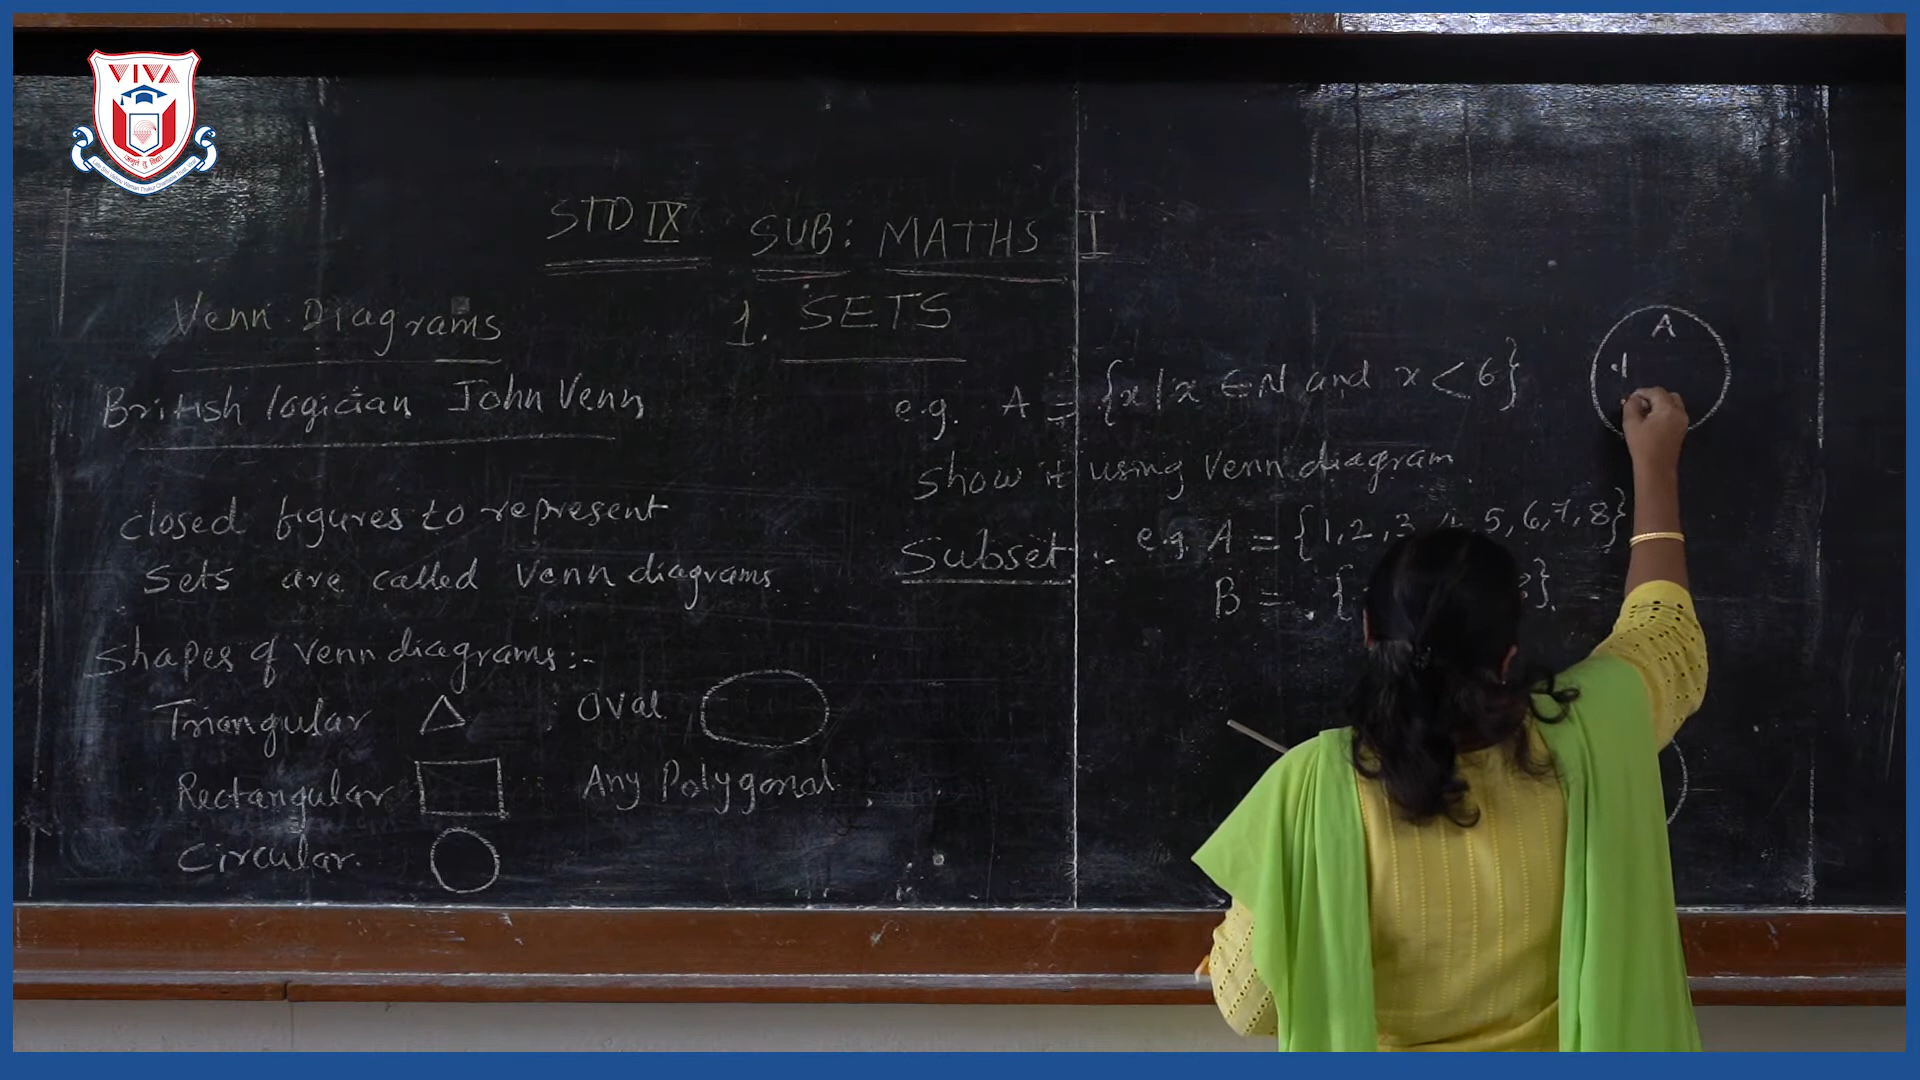 VIVA
STD IX SUB: MATHS I
1. SETS
Venn Diagrams
British logician John Venn
closed figures to represent
Sets are called Venn diagrams.
Shapes of venn diagrams:-
Triangular
Oval
Rectangular
Any Polygonal.
Circular.
e.g. A = {x/x ∈ N and x < 6}
Show it using Venn diagram.
Subset :- e.g. A = {1,2,3, 4, 5, 6, 7, 8}
B = {
}.
A
.1